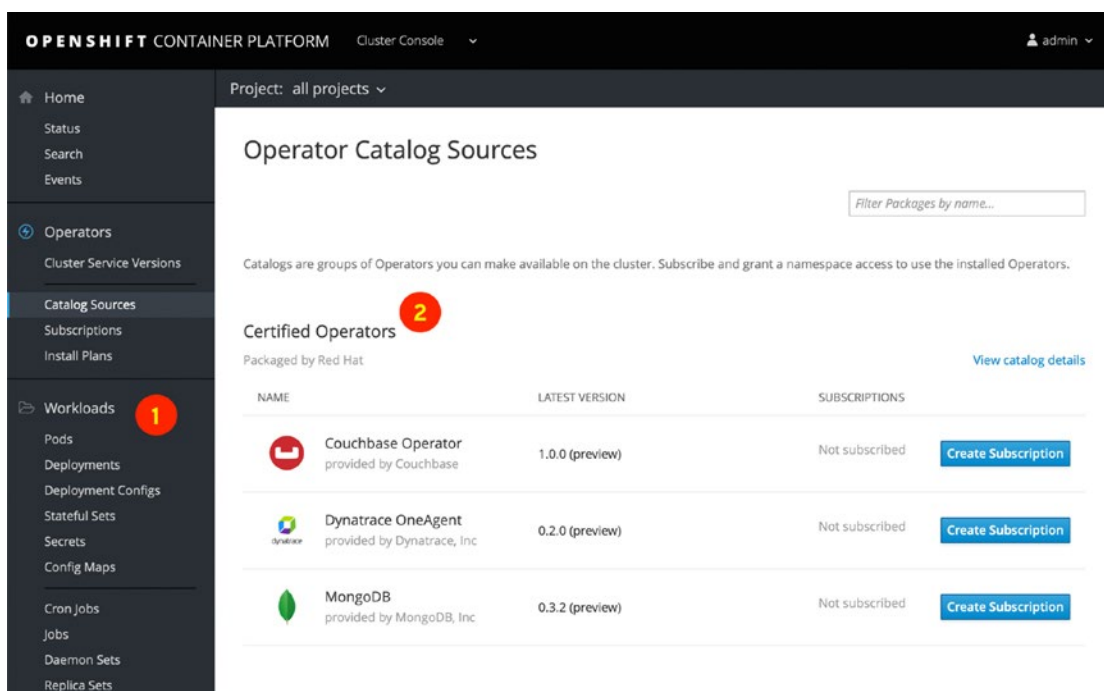 OPENSHIFT CONTAINER PLATFORM Cluster Console admin
Project: all projects
Home
Status
Search
Events
Operators
Cluster Service Versions
Catalog Sources
Subscriptions
Install Plans
Workloads
1
Pods
Deployments
Deployment Configs
Stateful Sets
Secrets
Config Maps
Cron Jobs
Jobs
Daemon Sets
Replica Sets
Operator Catalog Sources
Filter Packages by name...
Catalogs are groups of Operators you can make available on the cluster. Subscribe and grant a namespace access to use the installed Operators.
2
Certified Operators
Packaged by Red Hat View catalog details
NAME LATEST VERSION SUBSCRIPTIONS
Couchbase Operator
provided by Couchbase 1.0.0 (preview) Not subscribed Create Subscription
dynatrace
Dynatrace OneAgent
provided by Dynatrace, Inc 0.2.0 (preview) Not subscribed Create Subscription
MongoDB
provided by MongoDB, Inc 0.3.2 (preview) Not subscribed Create Subscription